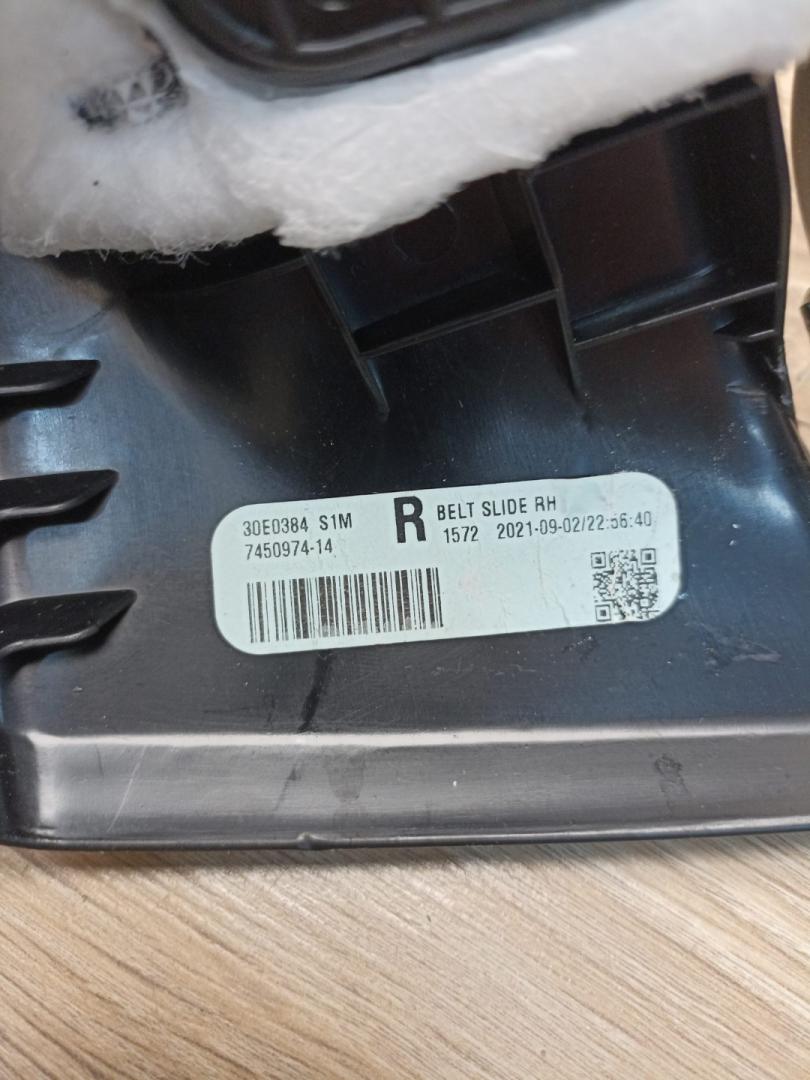 30E0384 S1M
7450974-14
R
BELT SLIDE RH
1572 2021-09-02/22:56:40